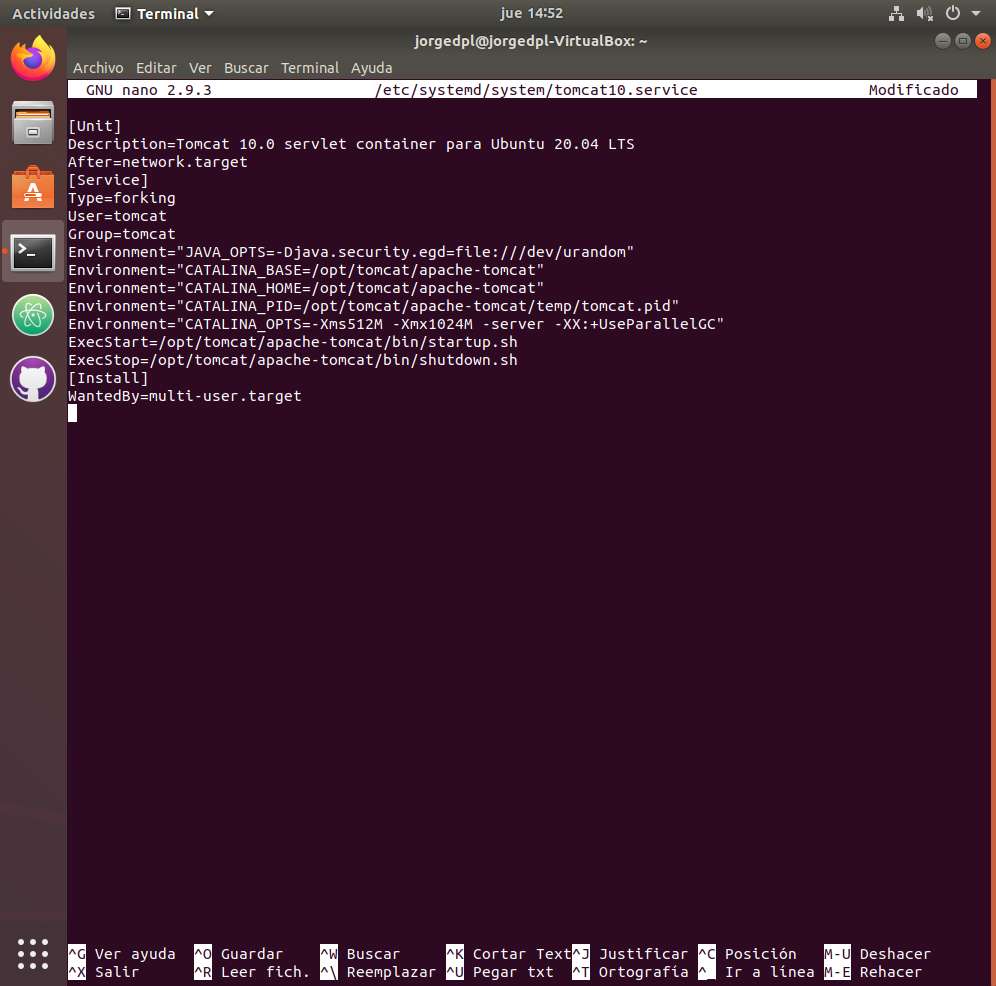 Actividades Terminal jue 14:52
jorgedpl@jorgedpl-VirtualBox: ~
Archivo Editar Ver Buscar Terminal Ayuda
GNU nano 2.9.3 /etc/systemd/system/tomcat10.service Modificado
[Unit]
Description=Tomcat 10.0 servlet container para Ubuntu 20.04 LTS
After=network.target
[Service]
Type=forking
User=tomcat
Group=tomcat
Environment="JAVA_OPTS=-Djava.security.egd=file:///dev/urandom"
Environment="CATALINA_BASE=/opt/tomcat/apache-tomcat"
Environment="CATALINA_HOME=/opt/tomcat/apache-tomcat"
Environment="CATALINA_PID=/opt/tomcat/apache-tomcat/temp/tomcat.pid"
Environment="CATALINA_OPTS=-Xms512M -Xmx1024M -server -XX:+UseParallelGC"
ExecStart=/opt/tomcat/apache-tomcat/bin/startup.sh
ExecStop=/opt/tomcat/apache-tomcat/bin/shutdown.sh
[Install]
WantedBy=multi-user.target
^G Ver ayuda ^O Guardar ^W Buscar ^K Cortar Text ^J Justificar ^C Posición M-U Deshacer
^X Salir ^R Leer fich. ^\ Reemplazar ^U Pegar txt ^T Ortografía ^_ Ir a línea M-E Rehacer